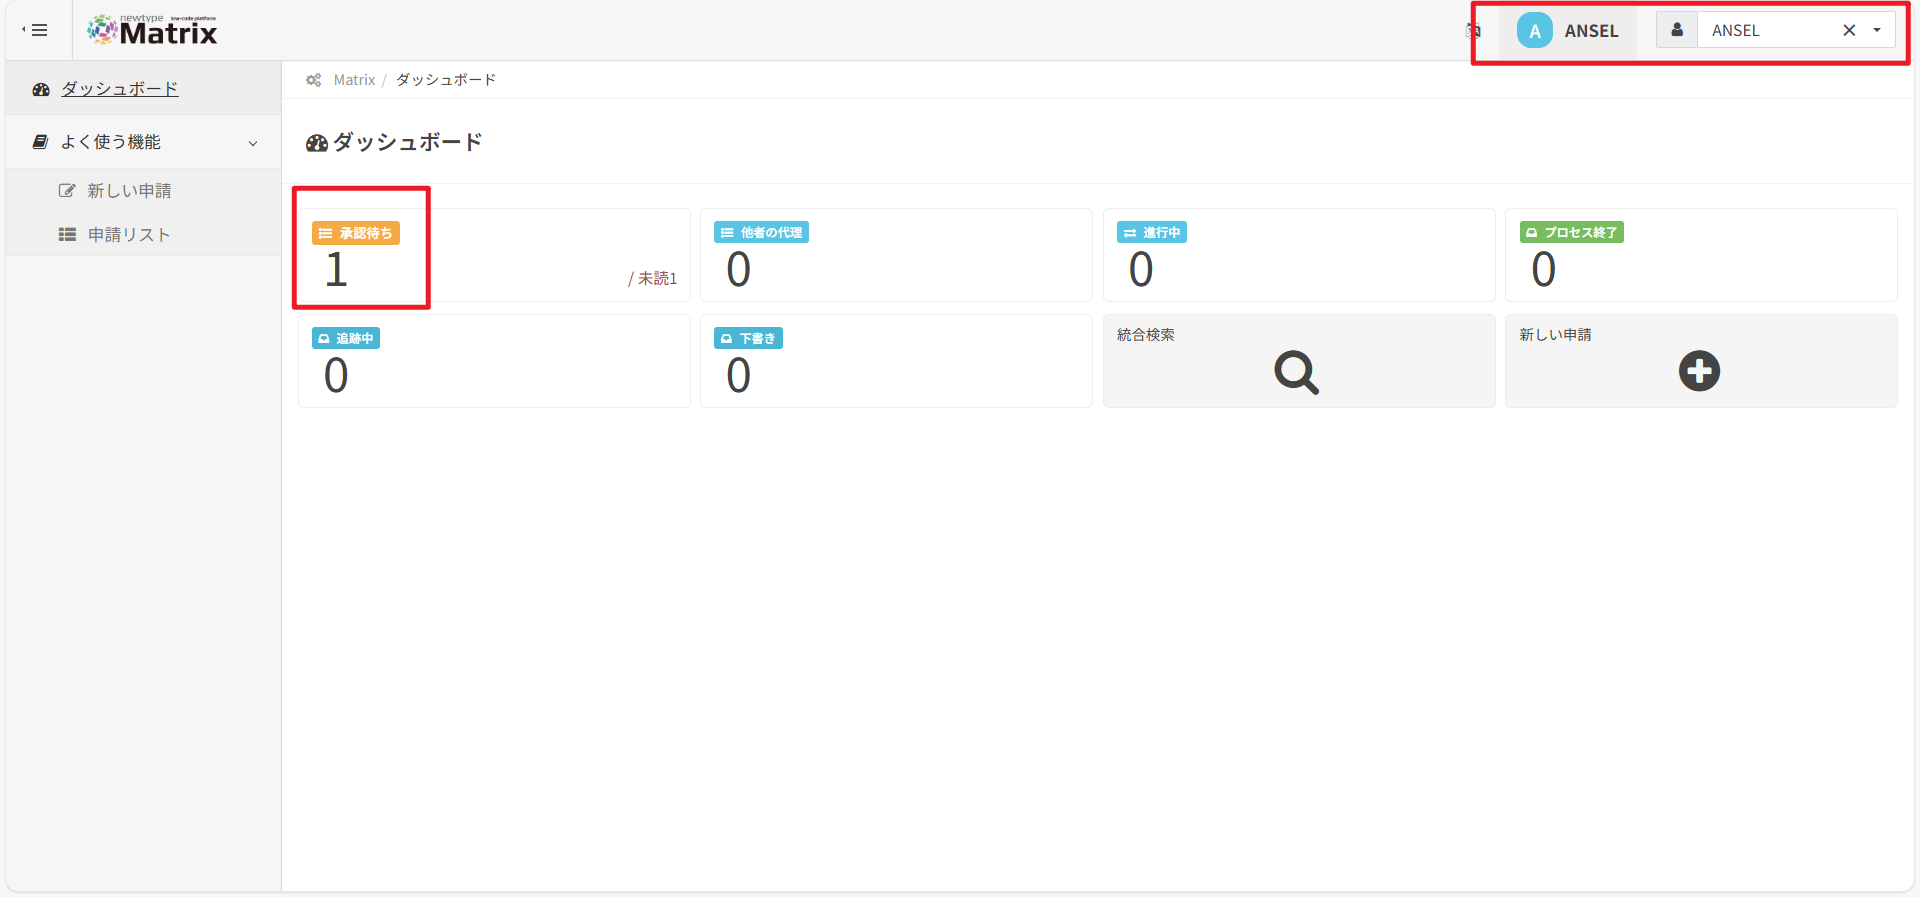 newtype low-code platform
Matrix
A ANSEL
ANSEL
ダッシュボード
よく使う機能
新しい申請
申請リスト
Matrix / ダッシュボード
ダッシュボード
承認待ち
1
/ 未読1
他者の代理
0
進行中
0
プロセス終了
0
追跡中
0
下書き
0
統合検索
新しい申請